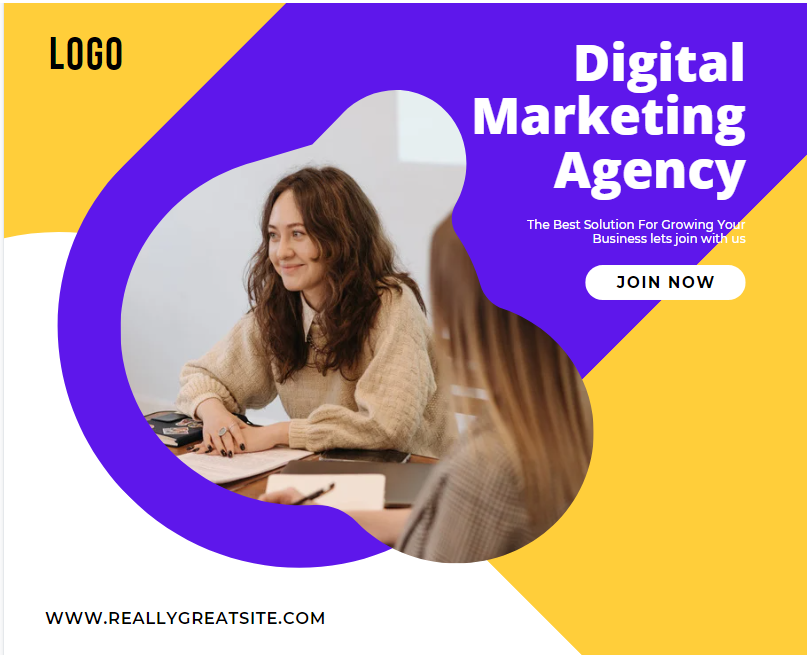 LOGO
Digital
Marketing
Agency
The Best Solution For Growing Your
Business lets join with us
JOIN NOW
WWW.REALLYGREATSITE.COM